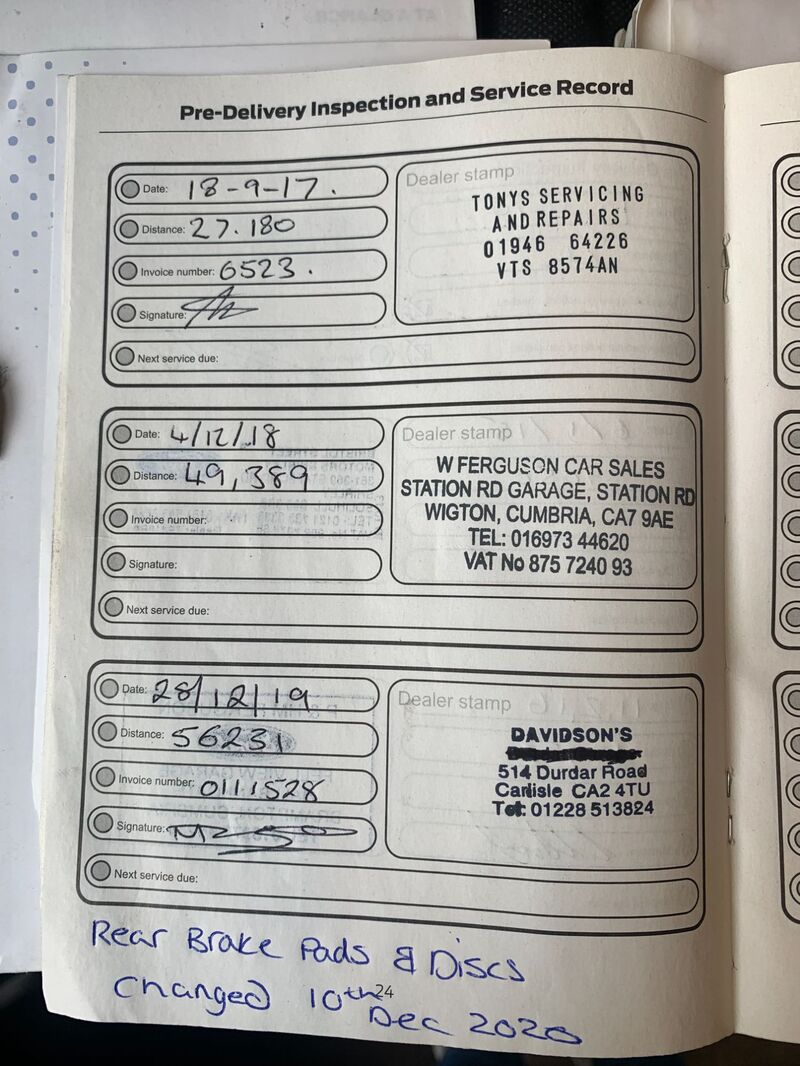 Pre-Delivery Inspection and Service Record
Date: 18-9-17.
Distance: 27.180
Invoice number: 6523.
Signature:
Next service due:
Dealer stamp
TONYS SERVICING
AND REPAIRS
01946 64226
VTS 8574AN
Date: 4/12/18
Distance: 49,389
Invoice number:
Signature:
Next service due:
Dealer stamp
W FERGUSON CAR SALES
STATION RD GARAGE, STATION RD
WIGTON, CUMBRIA, CA7 9AE
TEL: 016973 44620
VAT No 875 7240 93
Date: 28/12/19
Distance: 56231
Invoice number: 0111528
Signature:
Next service due:
Dealer stamp
DAVIDSON'S
514 Durdar Road
Carlisle CA2 4TU
Tel: 01228 513824
Rear Brake Pads & Discs
Changed 10th Dec 2020
24